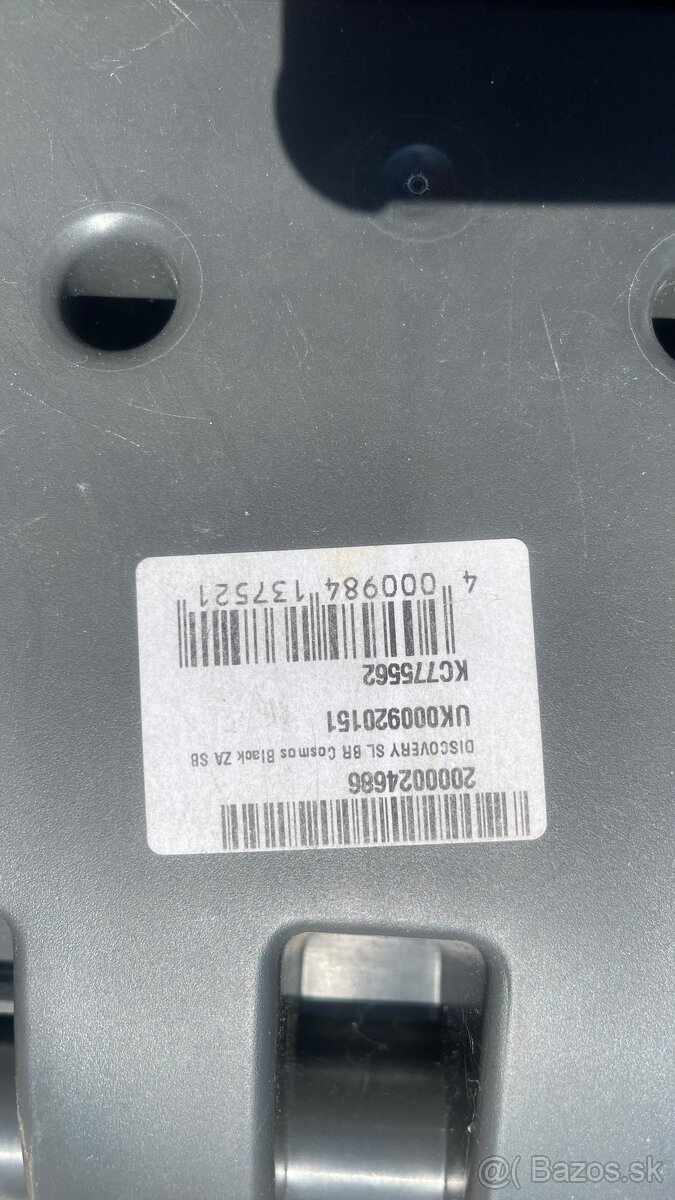 2000024686
DISCOVERY SL BR Cosmos Black ZA SB
UK000920151
KC775562
4 000984 137521
@( Bazos.sk